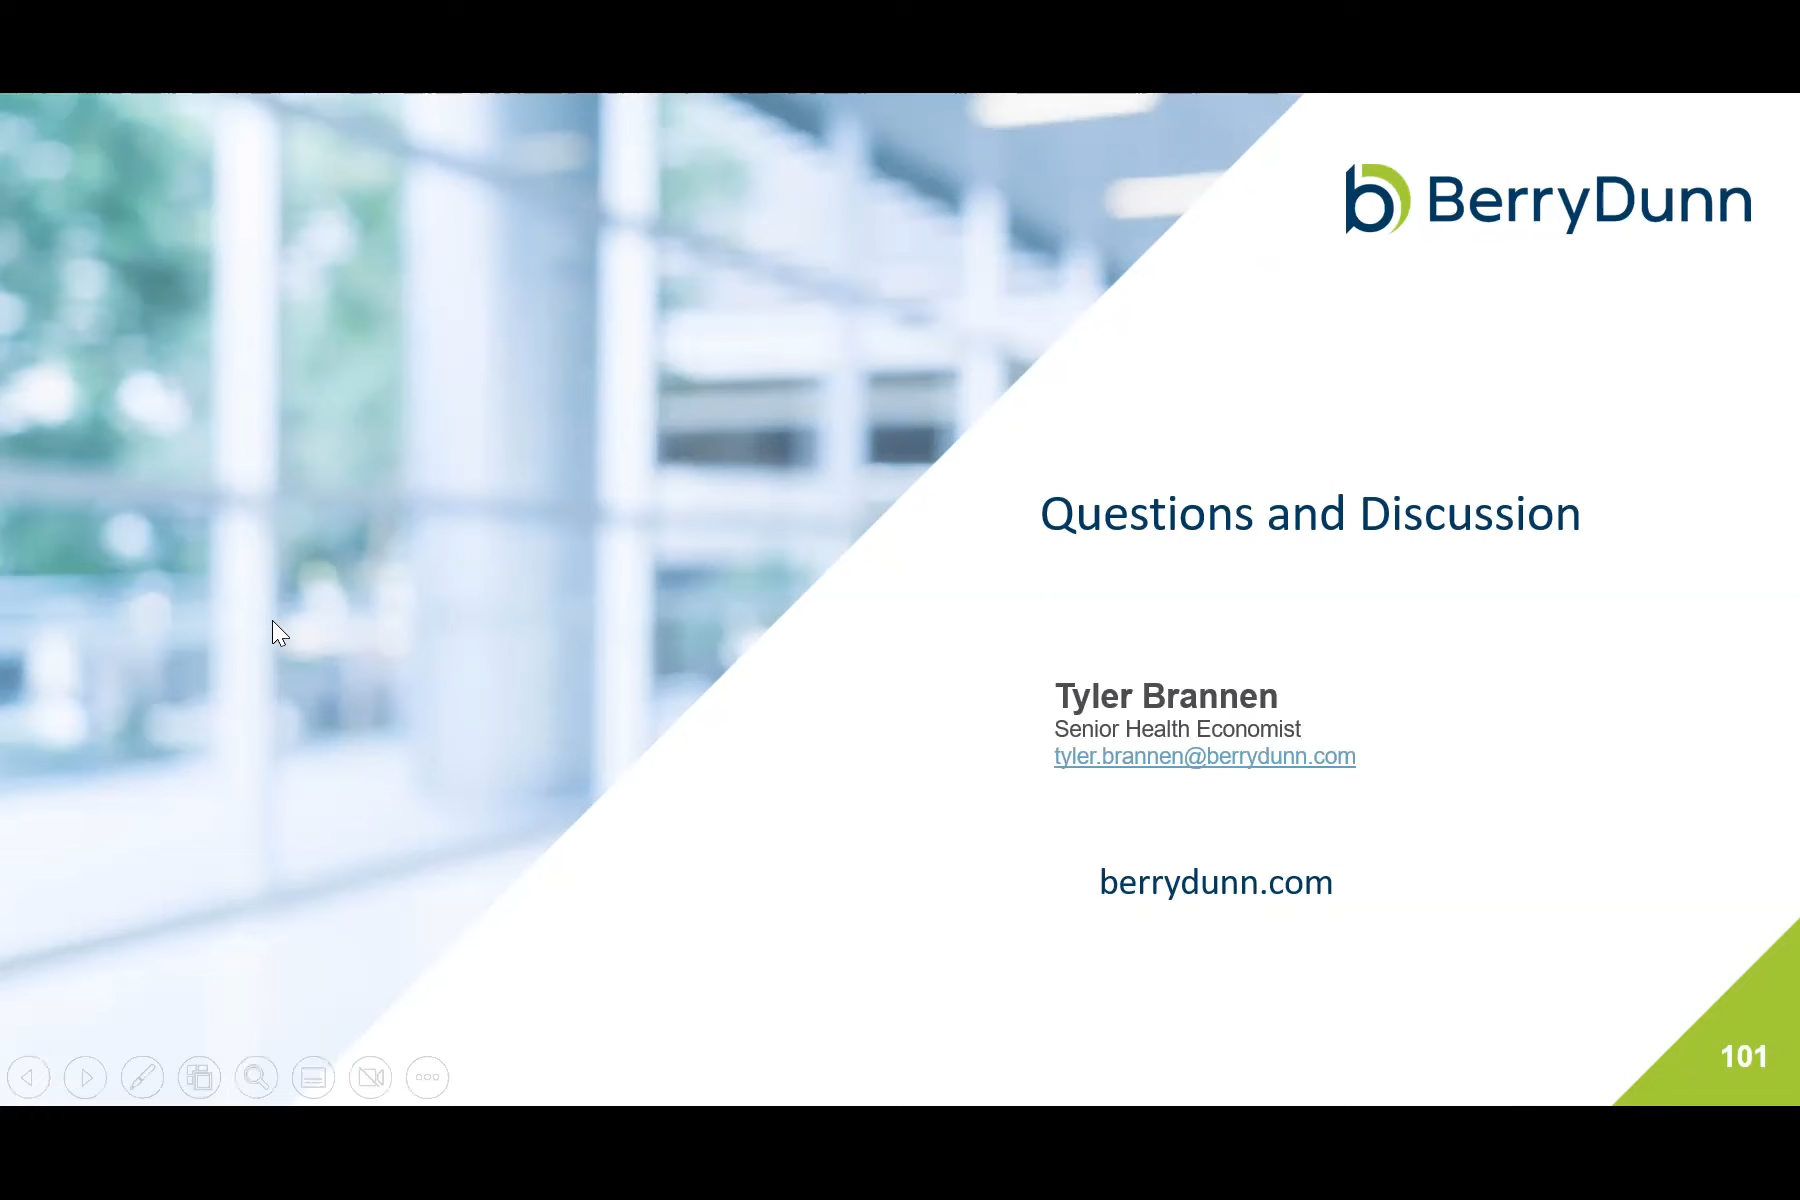 BerryDunn
Questions and Discussion
Tyler Brannen
Senior Health Economist
tyler.brannen@berrydunn.com
berrydunn.com
101